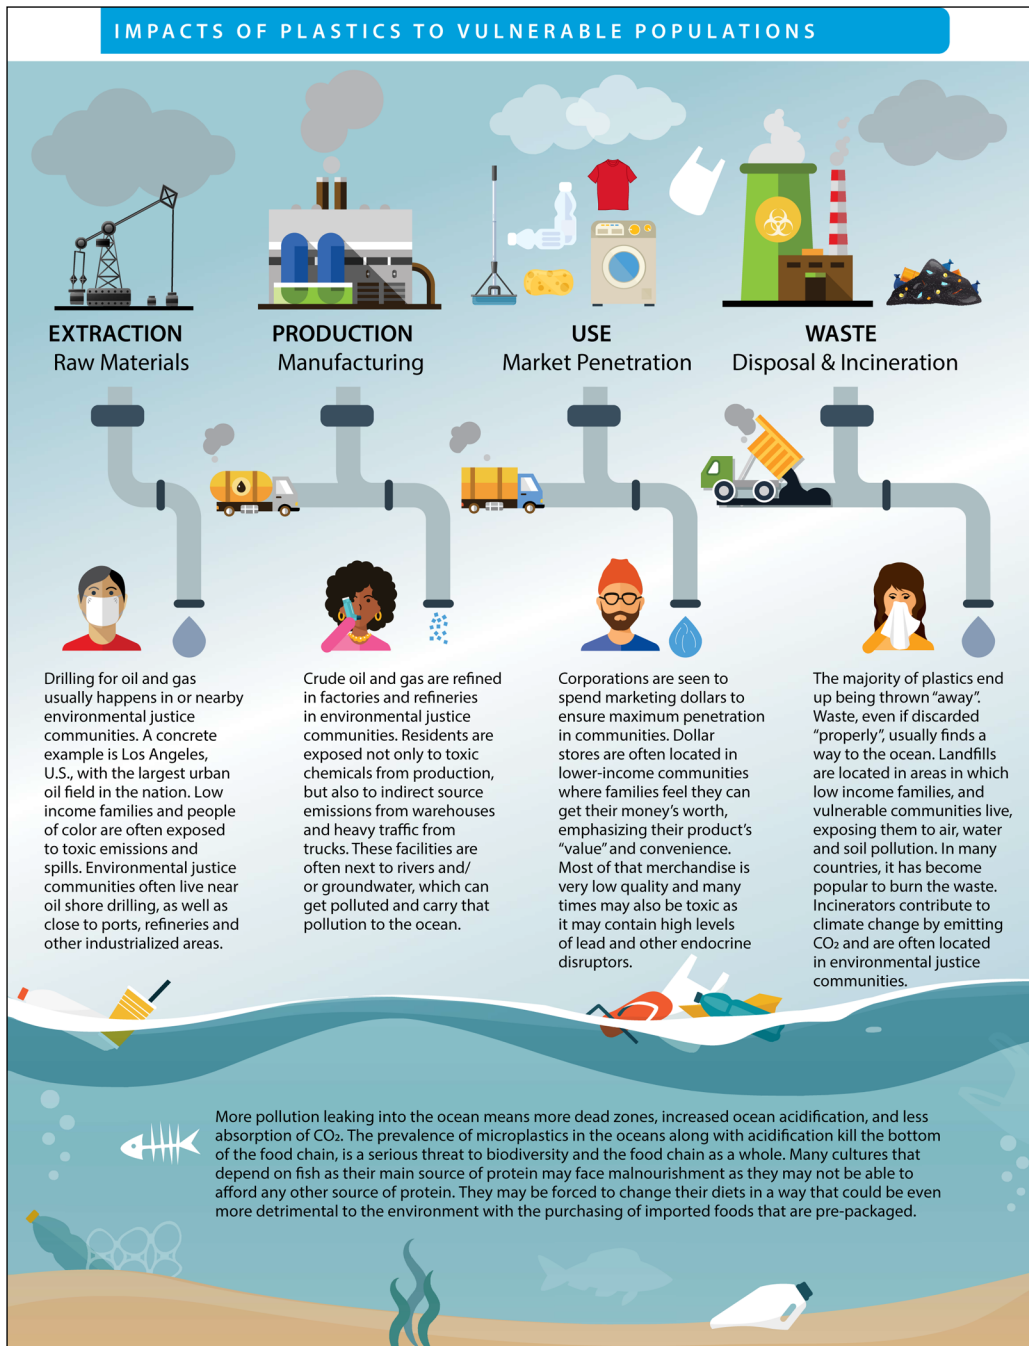 IMPACTS OF PLASTICS TO VULNERABLE POPULATIONS
EXTRACTION
Raw Materials
PRODUCTION
Manufacturing
USE
Market Penetration
WASTE
Disposal & Incineration
Drilling for oil and gas
usually happens in or nearby
environmental justice
communities. A concrete
example is Los Angeles,
U.S., with the largest urban
oil field in the nation. Low
income families and people
of color are often exposed
to toxic emissions and
spills. Environmental justice
communities often live near
oil shore drilling, as well as
close to ports, refineries and
other industrialized areas.
Crude oil and gas are refined
in factories and refineries
in environmental justice
communities. Residents are
exposed not only to toxic
chemicals from production,
but also to indirect source
emissions from warehouses
and heavy traffic from
trucks. These facilities are
often next to rivers and/
or groundwater, which can
get polluted and carry that
pollution to the ocean.
Corporations are seen to
spend marketing dollars to
ensure maximum penetration
in communities. Dollar
stores are often located in
lower-income communities
where families feel they can
get their money's worth,
emphasizing their product's
“value” and convenience.
Most of that merchandise is
very low quality and many
times may also be toxic as
it may contain high levels
of lead and other endocrine
disruptors.
The majority of plastics end
up being thrown “away”.
Waste, even if discarded
“properly”, usually finds a
way to the ocean. Landfills
are located in areas in which
low income families, and
vulnerable communities live,
exposing them to air, water
and soil pollution. In many
countries, it has become
popular to burn the waste.
Incinerators contribute to
climate change by emitting
CO₂ and are often located
in environmental justice
communities.
More pollution leaking into the ocean means more dead zones, increased ocean acidification, and less
absorption of CO₂. The prevalence of microplastics in the oceans along with acidification kill the bottom
of the food chain, is a serious threat to biodiversity and the food chain as a whole. Many cultures that
depend on fish as their main source of protein may face malnourishment as they may not be able to
afford any other source of protein. They may be forced to change their diets in a way that could be even
more detrimental to the environment with the purchasing of imported foods that are pre-packaged.